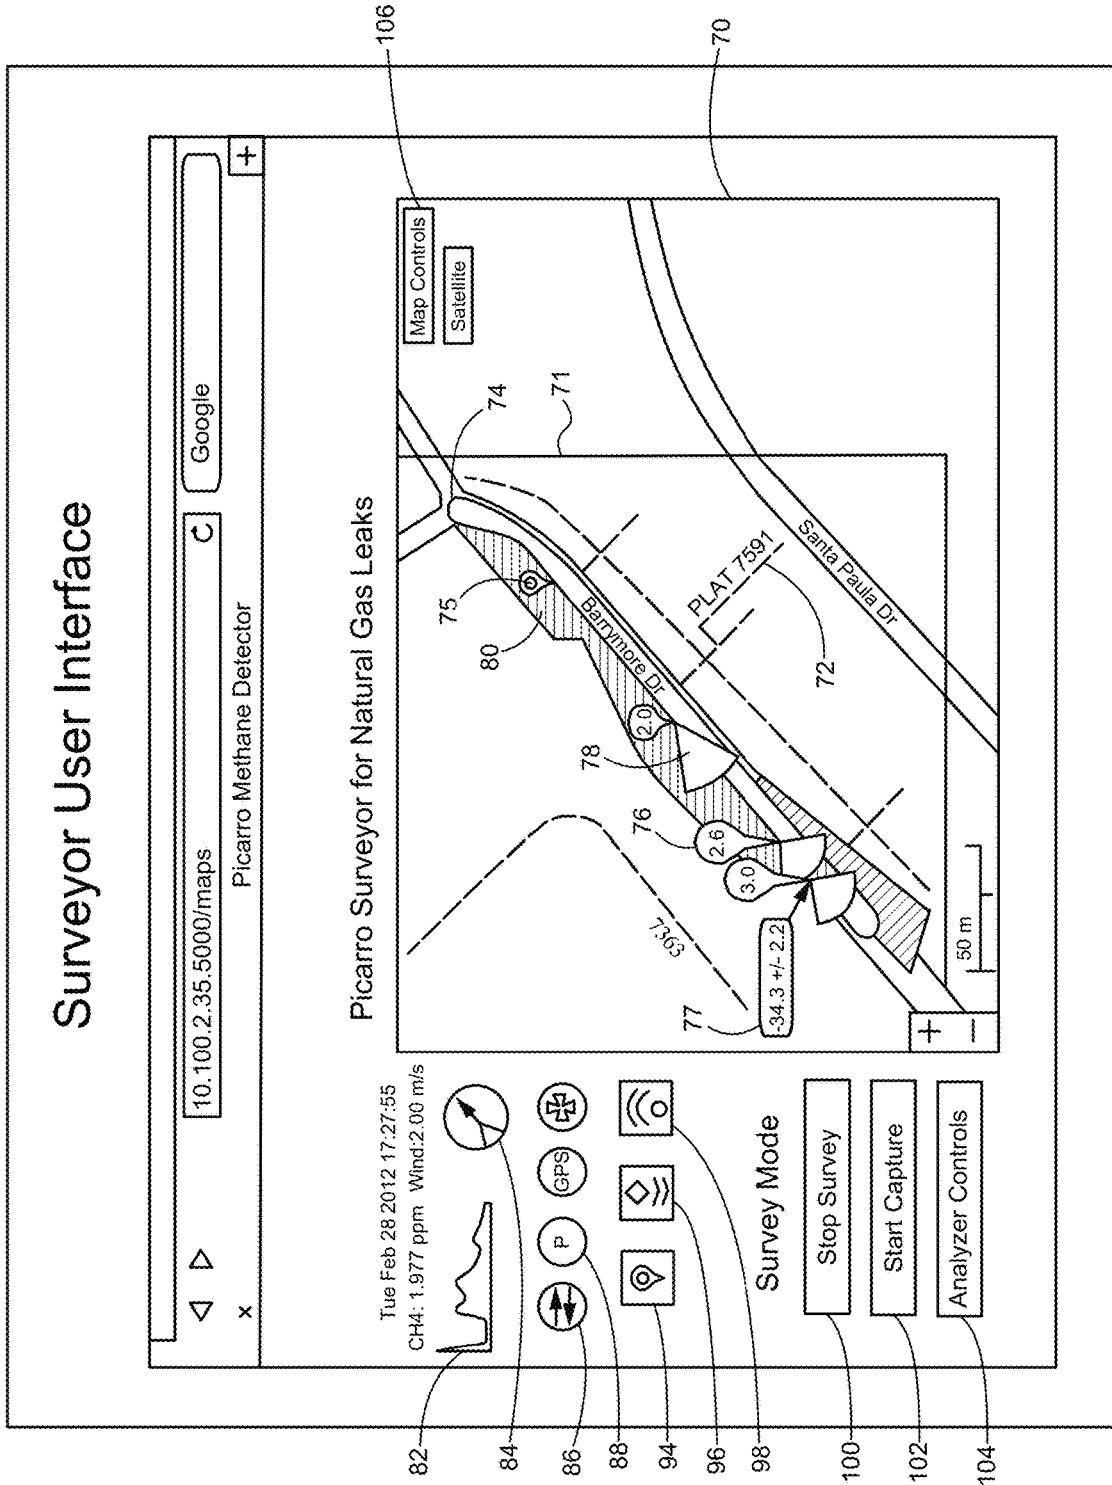 Surveyor User Interface
10.100.2.35.5000/maps
Google
x
Picarro Methane Detector
+
Picarro Surveyor for Natural Gas Leaks
Tue Feb 28 2012 17:27:55
CH4: 1.977 ppm Wind:2.00 m/s
P
GPS
Survey Mode
Stop Survey
Start Capture
Analyzer Controls
Map Controls
Satellite
7363
2.0
2.6
3.0
-34.3 +/- 2.2
Barrymore Dr
PLAT 7591
Santa Paula Dr
50 m
+
−
106
70
71
72
74
75
80
78
76
77
82
84
86
88
94
96
98
100
102
104